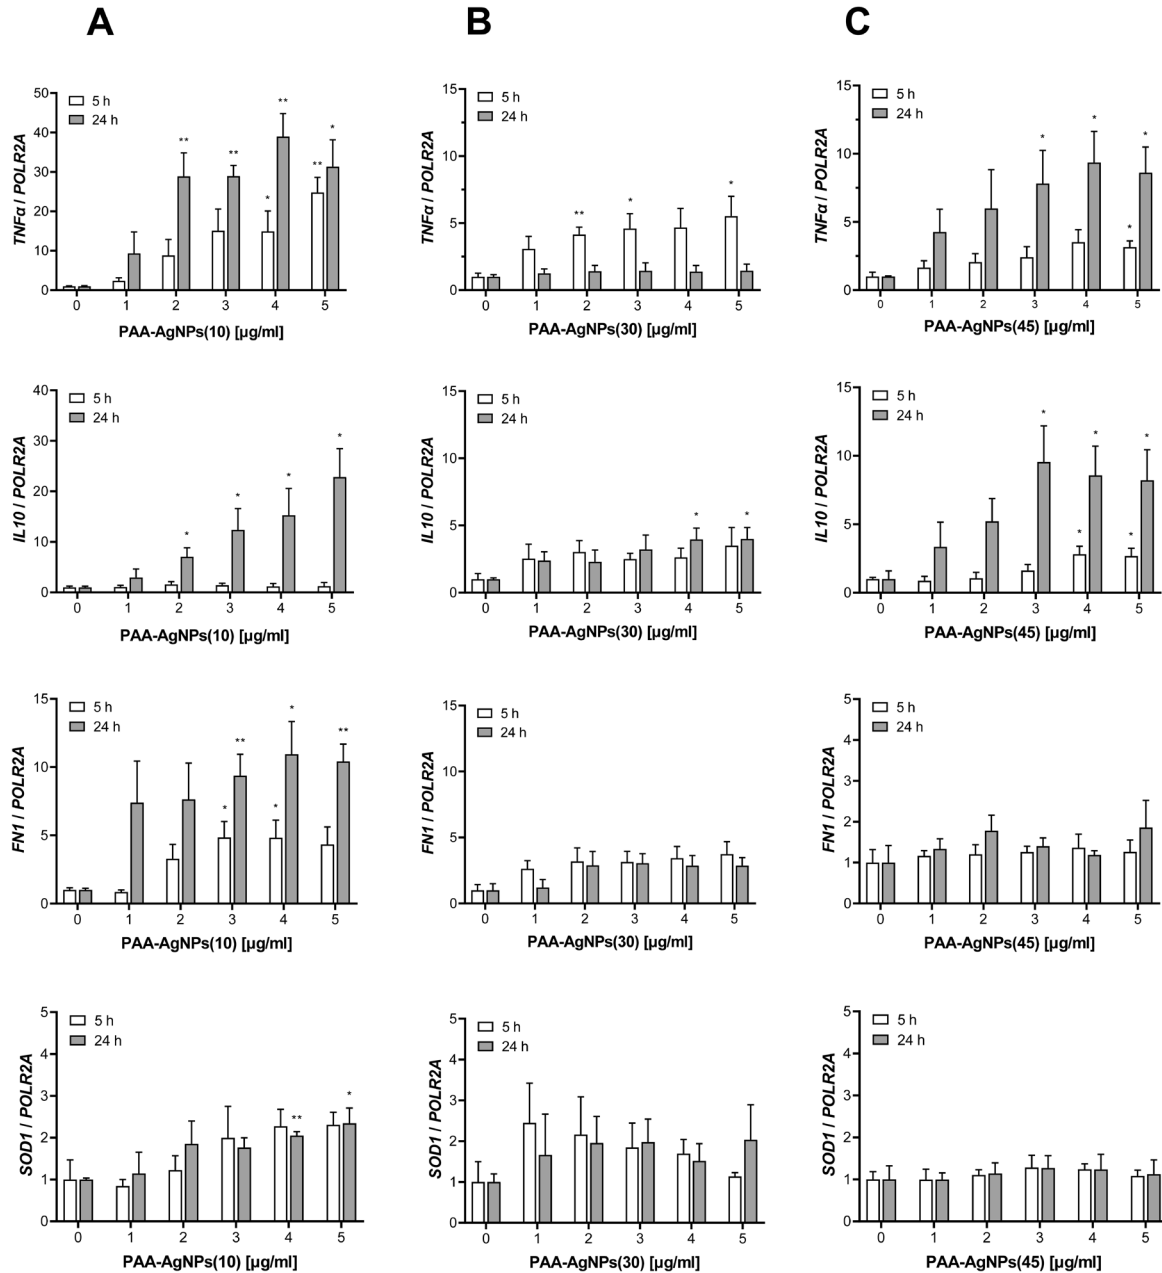 A
B
C
TNFα / POLR2A
50
40
30
20
10
0
5 h
24 h
** ** * ** ** *
0 1 2 3 4 5
PAA-AgNPs(10) [µg/ml]
TNFα / POLR2A
15
10
5
0
5 h
24 h
** * *
0 1 2 3 4 5
PAA-AgNPs(30) [µg/ml]
TNFα / POLR2A
15
10
5
0
5 h
24 h
* * * *
0 1 2 3 4 5
PAA-AgNPs(45) [µg/ml]
IL10 / POLR2A
40
30
20
10
0
5 h
24 h
* * * *
0 1 2 3 4 5
PAA-AgNPs(10) [µg/ml]
IL10 / POLR2A
15
10
5
0
5 h
24 h
* *
0 1 2 3 4 5
PAA-AgNPs(30) [µg/ml]
IL10 / POLR2A
15
10
5
0
5 h
24 h
* * * * *
0 1 2 3 4 5
PAA-AgNPs(45) [µg/ml]
FN1 / POLR2A
15
10
5
0
5 h
24 h
* ** * * **
0 1 2 3 4 5
PAA-AgNPs(10) [µg/ml]
FN1 / POLR2A
15
10
5
0
5 h
24 h
0 1 2 3 4 5
PAA-AgNPs(30) [µg/ml]
FN1 / POLR2A
5
4
3
2
1
0
5 h
24 h
0 1 2 3 4 5
PAA-AgNPs(45) [µg/ml]
SOD1 / POLR2A
5
4
3
2
1
0
5 h
24 h
** *
0 1 2 3 4 5
PAA-AgNPs(10) [µg/ml]
SOD1 / POLR2A
5
4
3
2
1
0
5 h
24 h
0 1 2 3 4 5
PAA-AgNPs(30) [µg/ml]
SOD1 / POLR2A
5
4
3
2
1
0
5 h
24 h
0 1 2 3 4 5
PAA-AgNPs(45) [µg/ml]